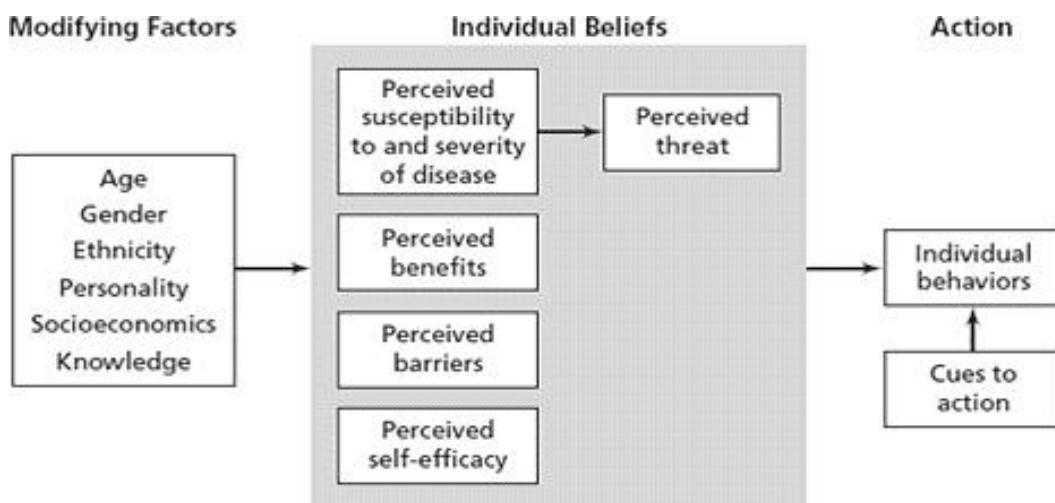 Modifying Factors
Individual Beliefs
Action
Age
Gender
Ethnicity
Personality
Socioeconomics
Knowledge
Perceived
susceptibility
to and severity
of disease
Perceived
threat
Perceived
benefits
Perceived
barriers
Perceived
self-efficacy
Individual
behaviors
Cues to
action